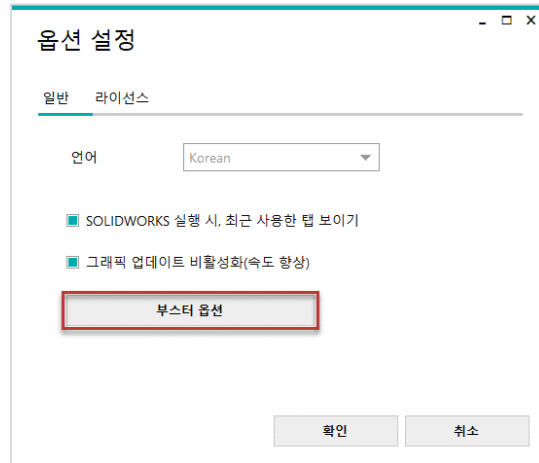 옵션 설정
일반 라이선스
언어 Korean
SOLIDWORKS 실행 시, 최근 사용한 탭 보이기
그래픽 업데이트 비활성화(속도 향상)
부스터 옵션
확인 취소